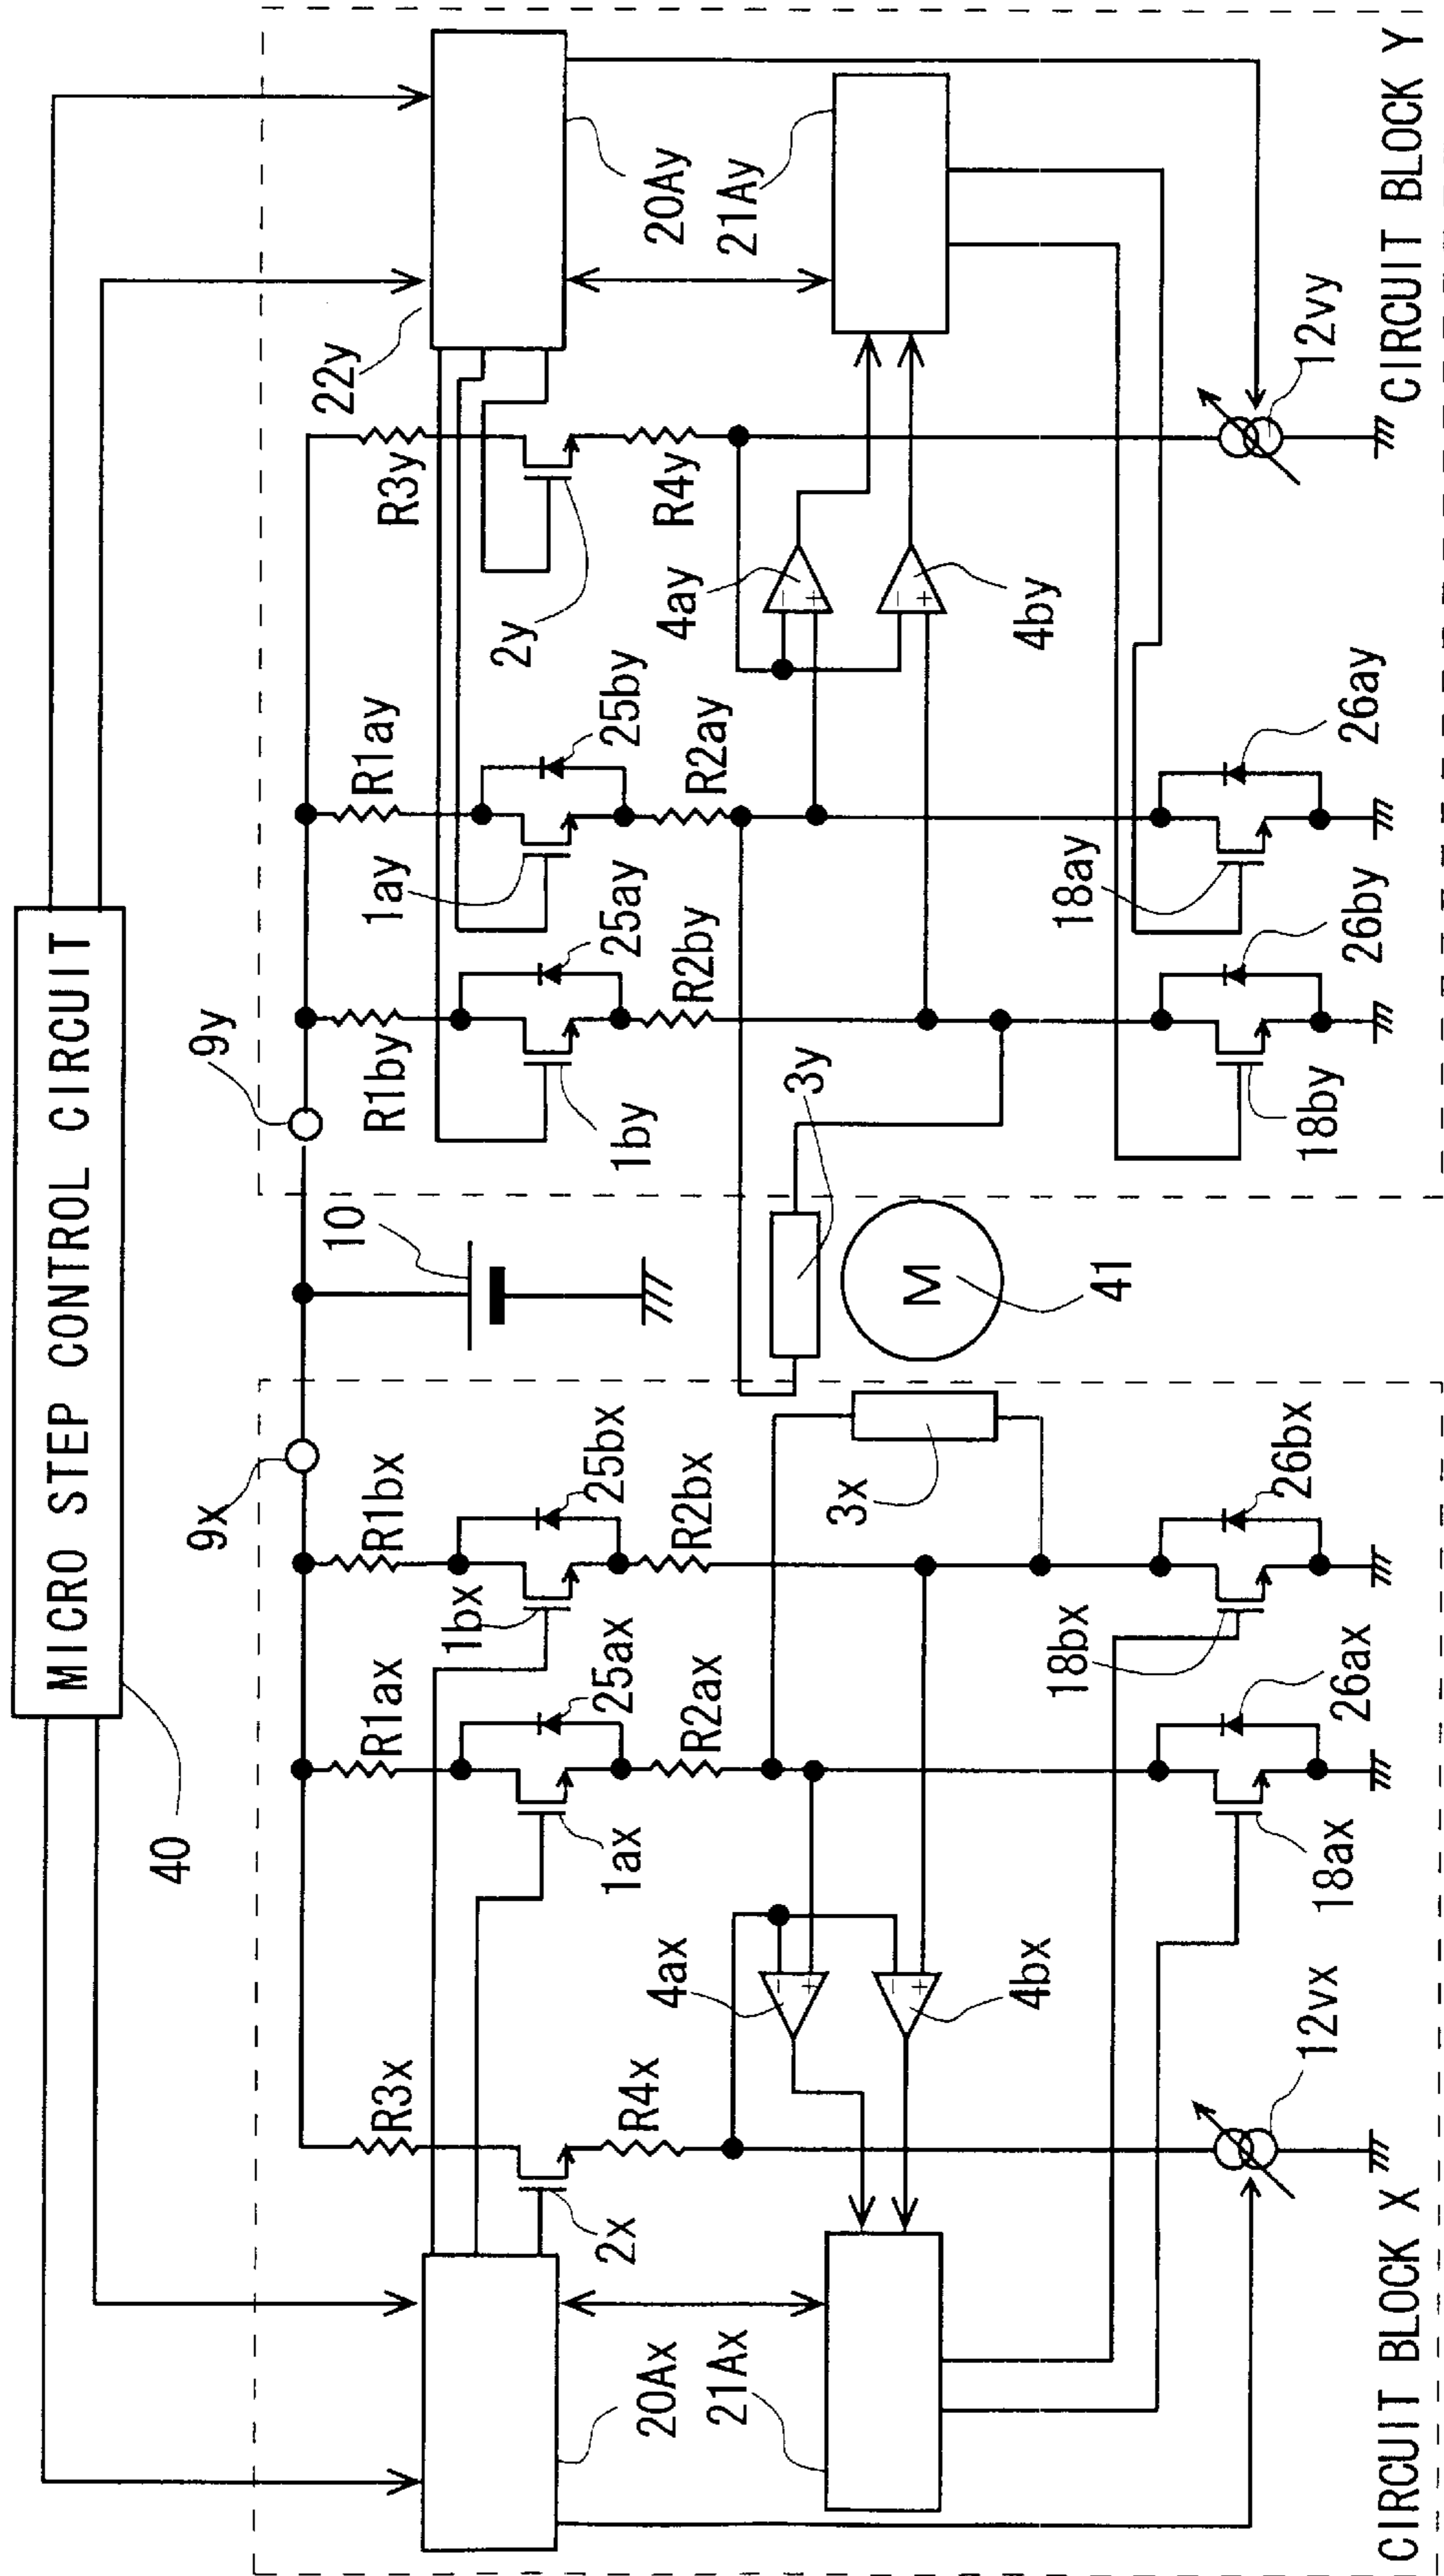 MICRO STEP CONTROL CIRCUIT
40
9x
9y
10
R3x
R1ax
R1bx
R1by
R1ay
R3y
22y
2x
1ax
1bx
25ax
25bx
1by
1ay
25ay
25by
2y
20Ax
20Ay
R4x
R2ax
R2bx
R2by
R2ay
R4y
21Ax
21Ay
4ax
- +
4bx
- +
3x
3y
M
41
4ay
- +
4by
- +
12vx
18ax
26ax
18bx
26bx
18by
26by
18ay
26ay
12vy
CIRCUIT BLOCK X
CIRCUIT BLOCK Y